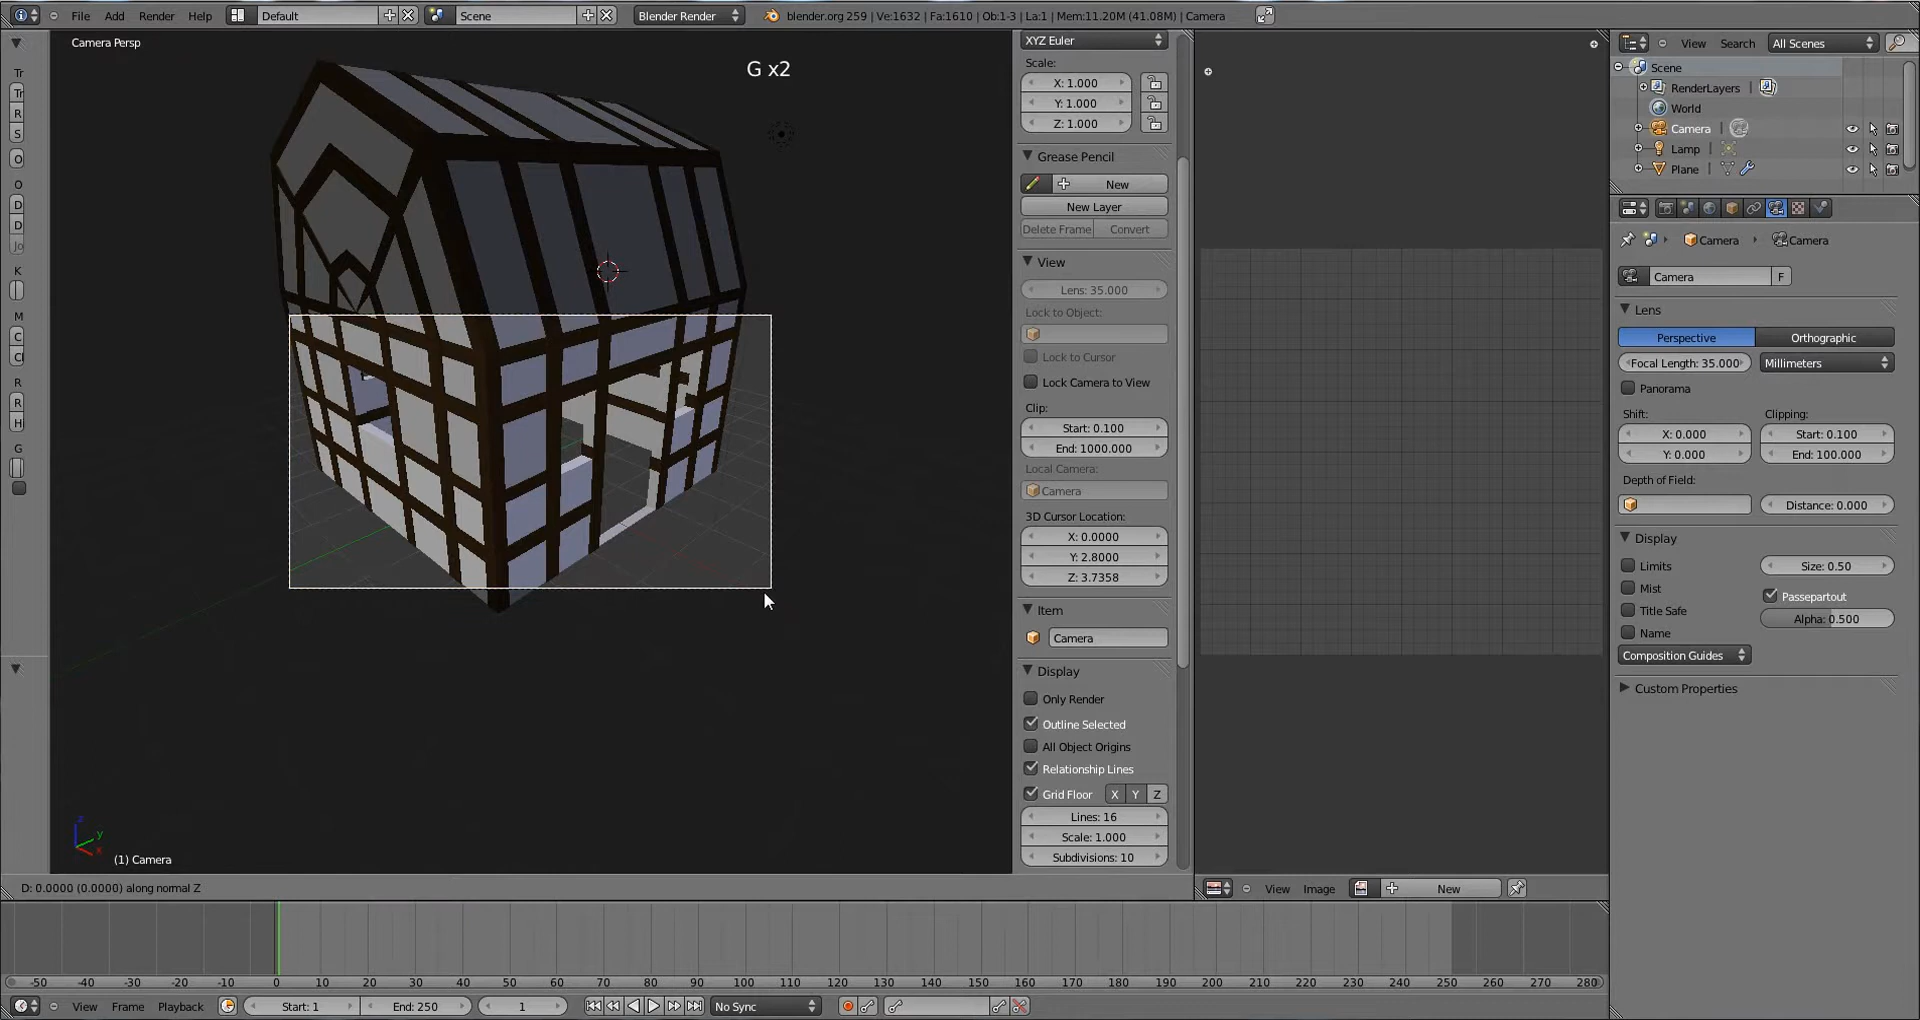 File Add Render Help Default Scene Blender Render blender.org 259 | Ve:1632 | Fa:1610 | Ob:1-3 | La:1 | Mem:11.20M (41.08M) | Camera
Camera Persp
G x2
Tr
Tr
R
S
O
O
D
D
Jo
K
M
C
Cl
R
R
Hi
G
(1) Camera
z
y
x
D: 0.0000 (0.0000) along normal Z
XYZ Euler
Scale:
X: 1.000
Y: 1.000
Z: 1.000
Grease Pencil
New
New Layer
Delete Frame Convert
View
Lens: 35.000
Lock to Object:
Lock to Cursor
Lock Camera to View
Clip:
Start: 0.100
End: 1000.000
Local Camera:
Camera
3D Cursor Location:
X: 0.0000
Y: 2.8000
Z: 3.7358
Item
Camera
Display
Only Render
Outline Selected
All Object Origins
Relationship Lines
Grid Floor X Y Z
Lines: 16
Scale: 1.000
Subdivisions: 10
View Image New
View Search All Scenes
Scene
RenderLayers |
World
Camera |
Lamp |
Plane |
Camera Camera
Camera F
Lens
Perspective Orthographic
Focal Length: 35.000 Millimeters
Panorama
Shift: Clipping:
X: 0.000 Start: 0.100
Y: 0.000 End: 100.000
Depth of Field:
Distance: 0.000
Display
Limits Size: 0.50
Mist Passepartout
Title Safe Alpha: 0.500
Name
Composition Guides
Custom Properties
-50 -40 -30 -20 -10 0 10 20 30 40 50 60 70 80 90 100 110 120 130 140 150 160 170 180 190 200 210 220 230 240 250 260 270 280
View Frame Playback Start: 1 End: 250 1 No Sync